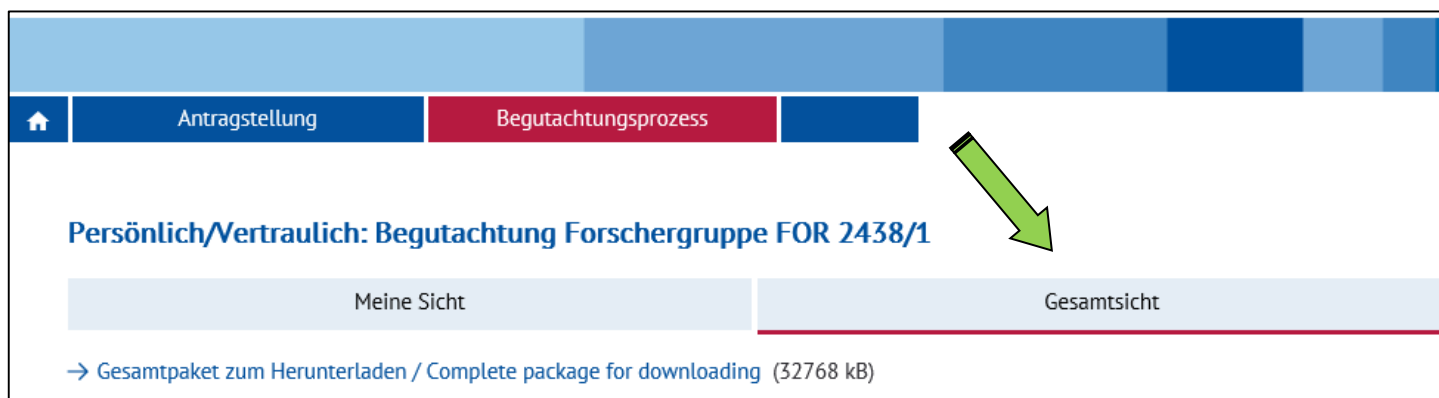 Antragstellung Begutachtungsprozess
Persönlich/Vertraulich: Begutachtung Forschergruppe FOR 2438/1
Meine Sicht Gesamtsicht
→ Gesamtpaket zum Herunterladen / Complete package for downloading (32768 kB)